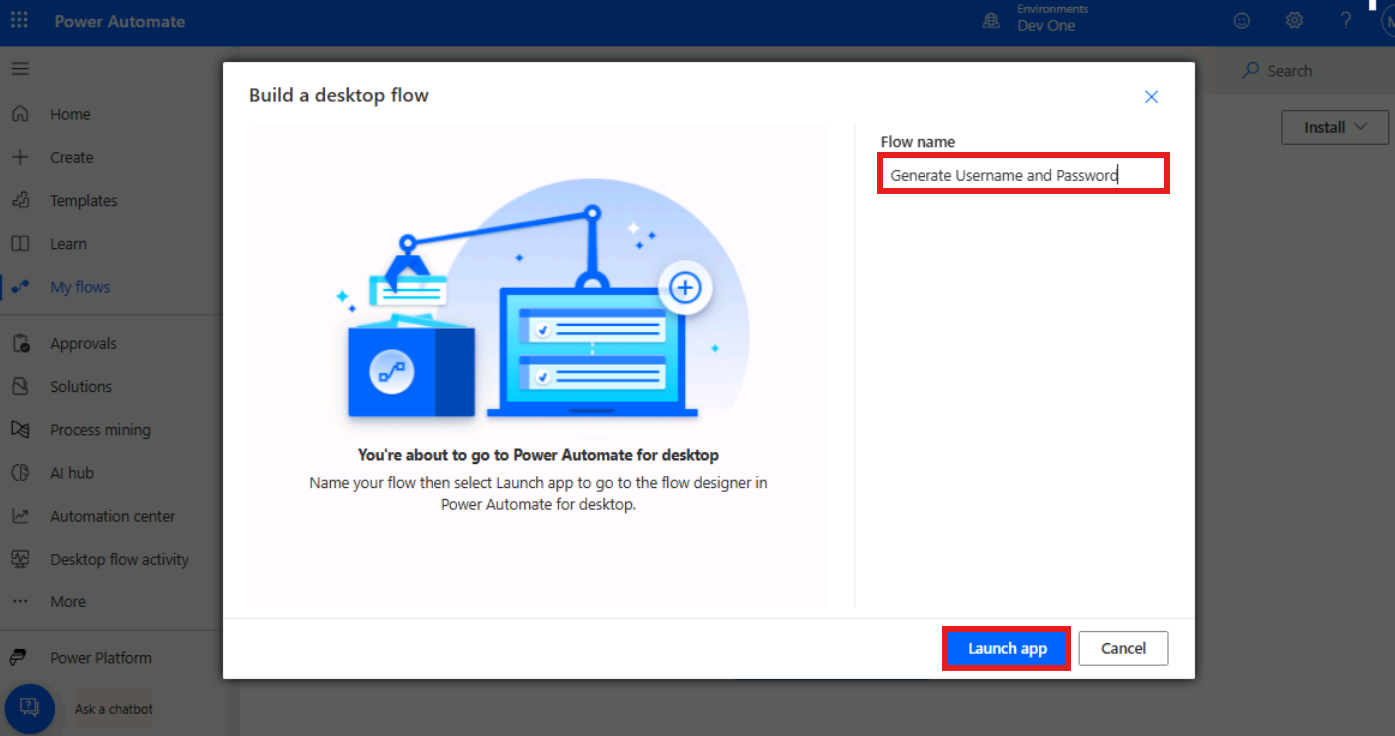 Power Automate
Environments
Dev One
?
Search
Install
Home
Create
Templates
Learn
My flows
Approvals
Solutions
Process mining
AI hub
Automation center
Desktop flow activity
More
Power Platform
Ask a chatbot
Build a desktop flow
You're about to go to Power Automate for desktop
Name your flow then select Launch app to go to the flow designer in
Power Automate for desktop.
Flow name
Generate Username and Password
Launch app
Cancel